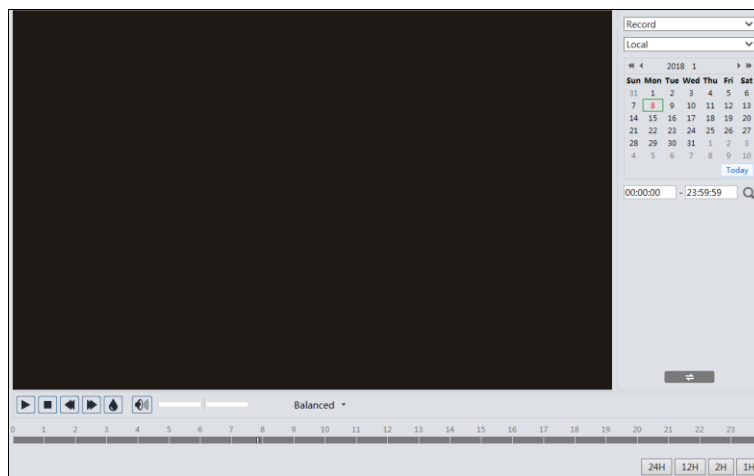 Record
Local
2018 1
Sun Mon Tue Wed Thu Fri Sat
31 1 2 3 4 5 6
7 8 9 10 11 12 13
14 15 16 17 18 19 20
21 22 23 24 25 26 27
28 29 30 31 1 2 3
4 5 6 7 8 9 10
Today
00:00:00 - 23:59:59
Balanced
0 1 2 3 4 5 6 7 8 9 10 11 12 13 14 15 16 17 18 19 20 21 22 23
24H 12H 2H 1H